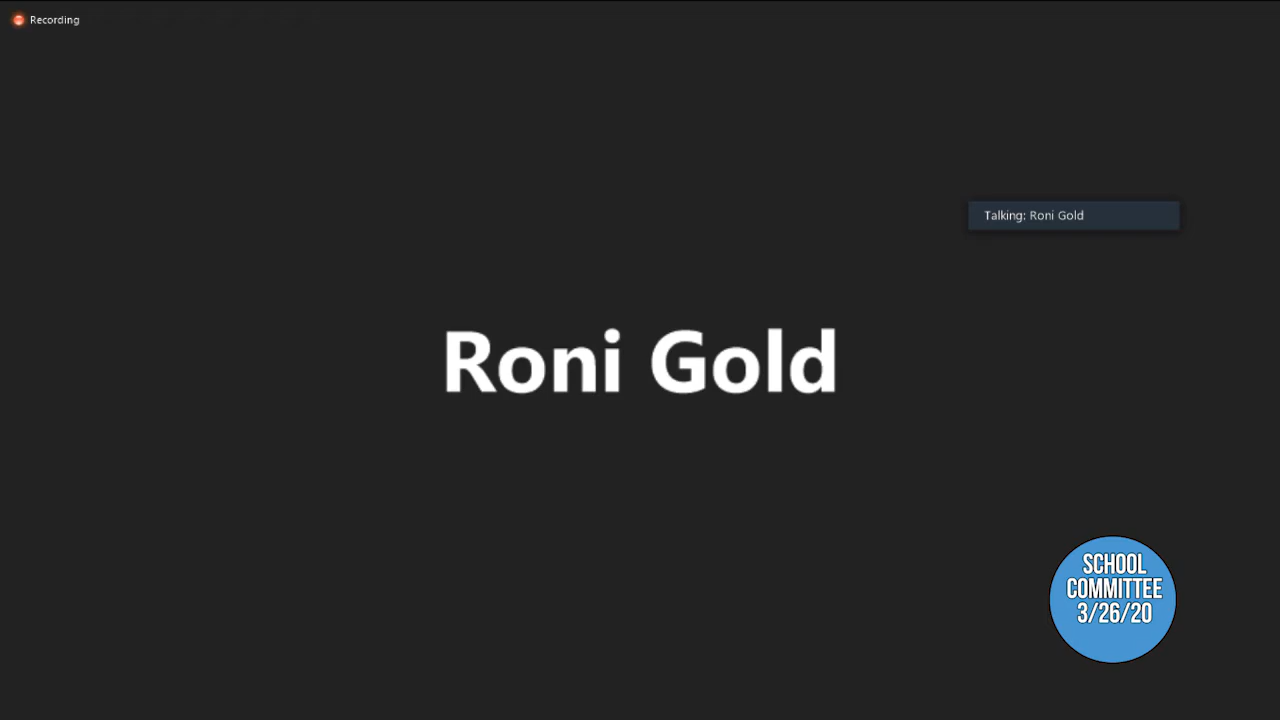 Recording
Talking: Roni Gold
Roni Gold
SCHOOL
COMMITTEE
3/26/20